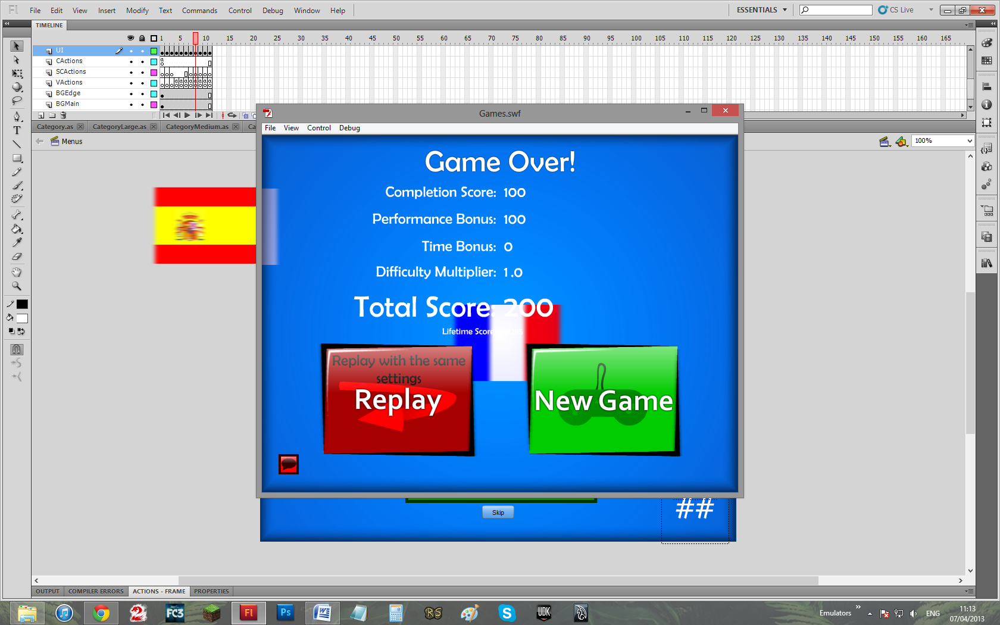 Fl File Edit View Insert Modify Text Commands Control Debug Window Help ESSENTIALS CS Live
TIMELINE
1 5 10 15 20 25 30 35 40 45 50 55 60 65 70 75 80 85 90 95 100 105 110 115 120 125 130 135 140 145 150 155 160 165
UI
CActions
SCActions
VActions
BGEdge
BGMain
Games.swf
Category.as CategoryLarge.as CategoryMedium.as Ca
File View Control Debug
Menus
100%
Game Over!
Completion Score: 100
Performance Bonus: 100
Time Bonus: 0
Difficulty Multiplier: 1.0
Total Score: 200
Lifetime Score
Replay with the same
settings
Replay
New Game
##
Skip
OUTPUT COMPILER ERRORS ACTIONS - FRAME PROPERTIES
2 FC3 Fl Ps W RS S UDK
Emulators
ENG
11:13
07/04/2013